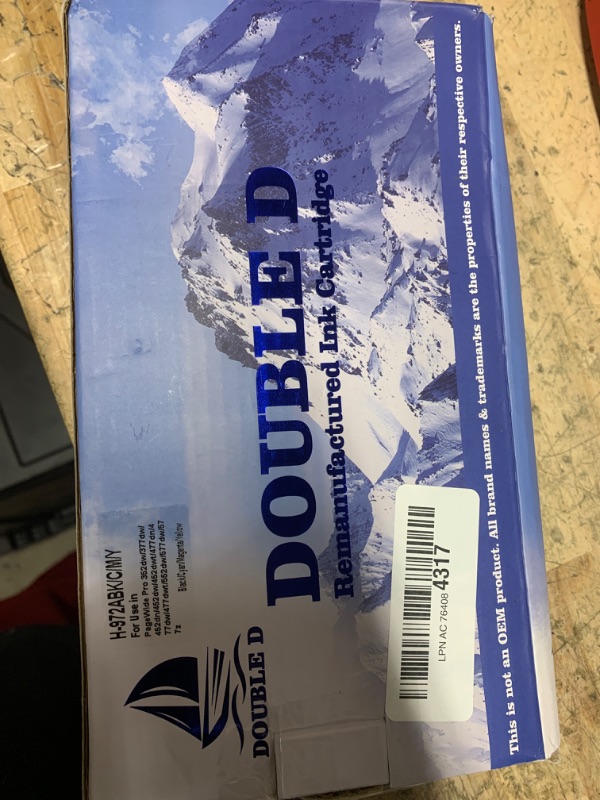 H-972ABK/C/M/Y
For Use in
PageWide Pro 352dw/377dw/
452dn/452dw/452dwt/477dn/4
77dw/477dwt/552dw/577dw/57
7z
Black/Cyan/Magenta/Yellow
DOUBLE D
DOUBLE D
Remanufactured Ink Cartridge
LPN AC 76408 4317
This is not an OEM product. All brand names & trademarks are the properties of their respective owners.